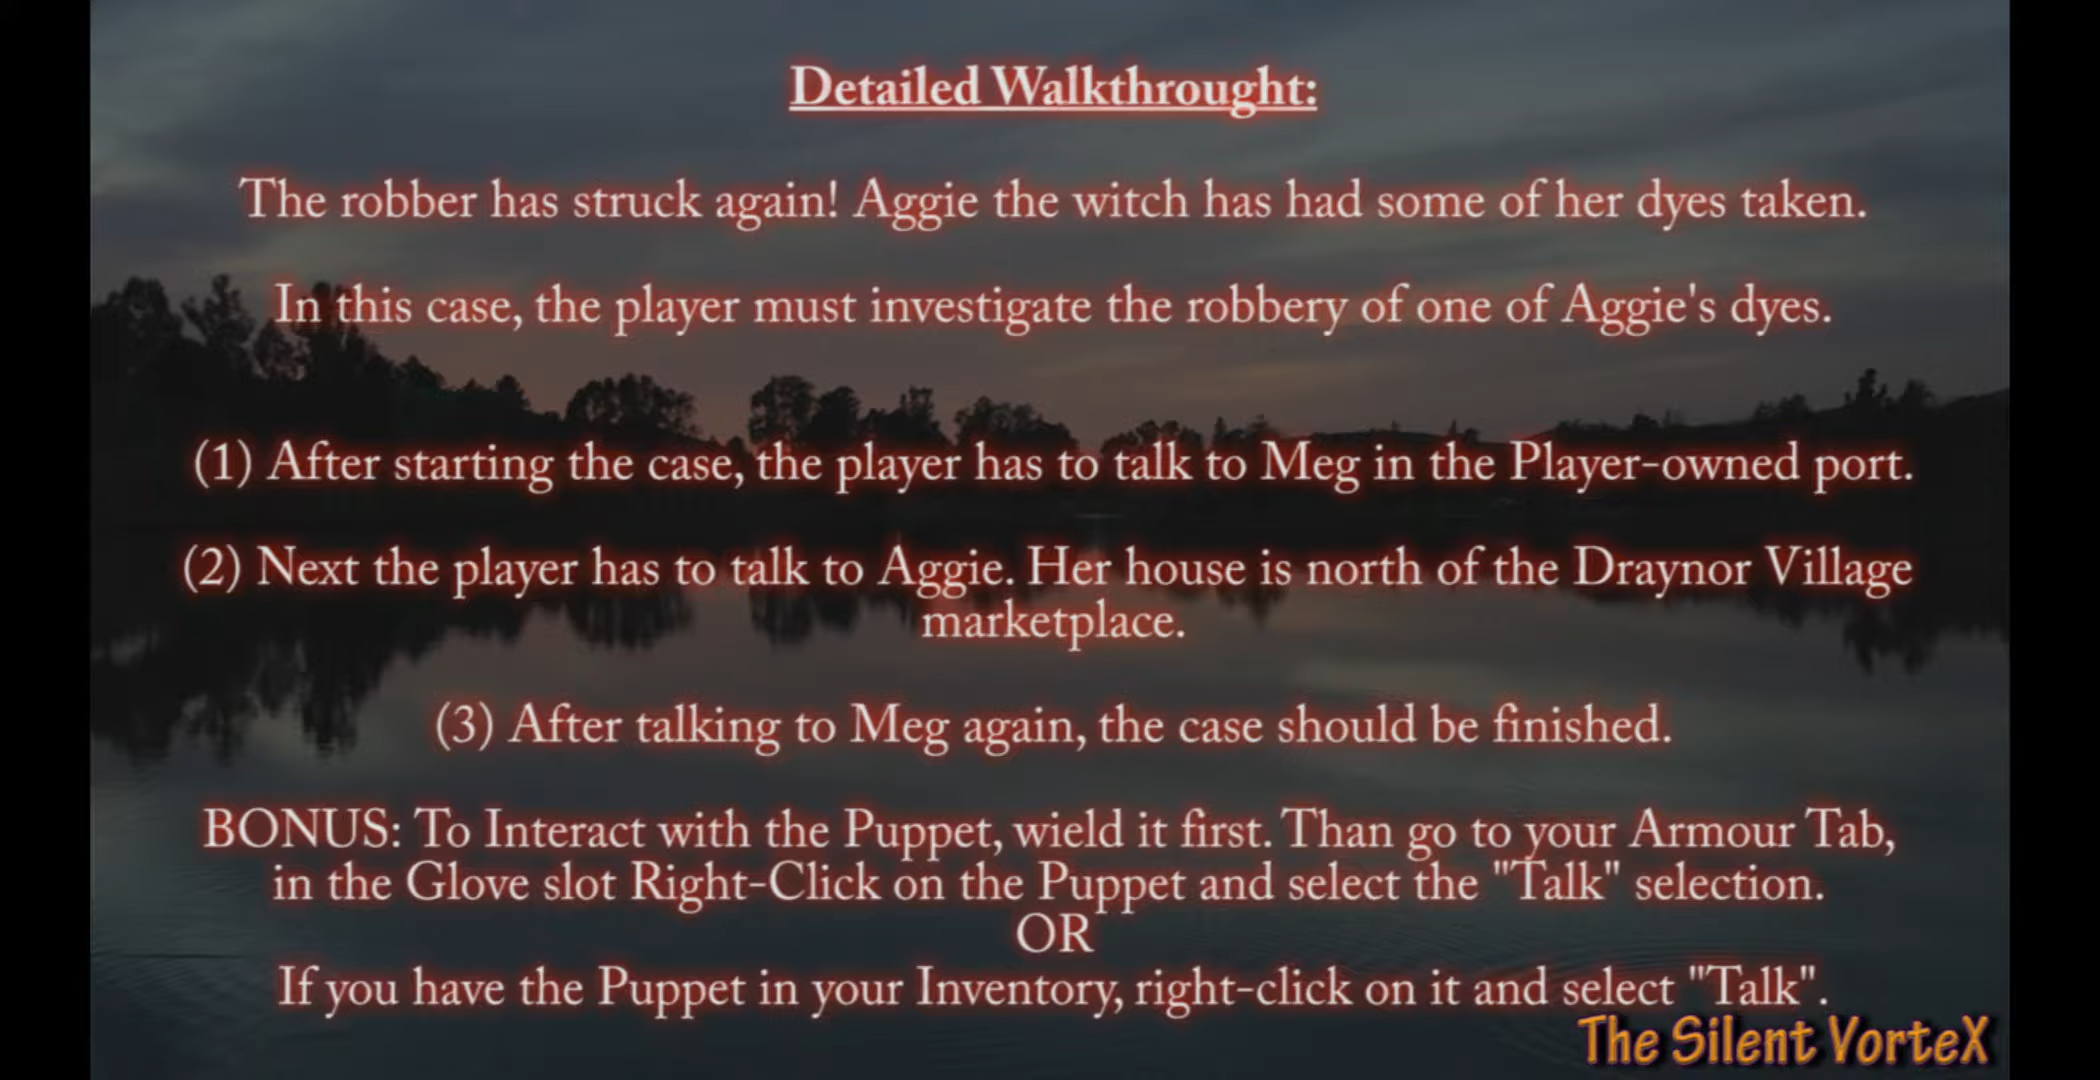 Detailed Walkthrought:
The robber has struck again! Aggie the witch has had some of her dyes taken.
In this case, the player must investigate the robbery of one of Aggie's dyes.
(1) After starting the case, the player has to talk to Meg in the Player-owned port.
(2) Next the player has to talk to Aggie. Her house is north of the Draynor Village
marketplace.
(3) After talking to Meg again, the case should be finished.
BONUS: To Interact with the Puppet, wield it first. Than go to your Armour Tab,
in the Glove slot Right-Click on the Puppet and select the "Talk" selection.
OR
If you have the Puppet in your Inventory, right-click on it and select "Talk".
The Silent VorteX